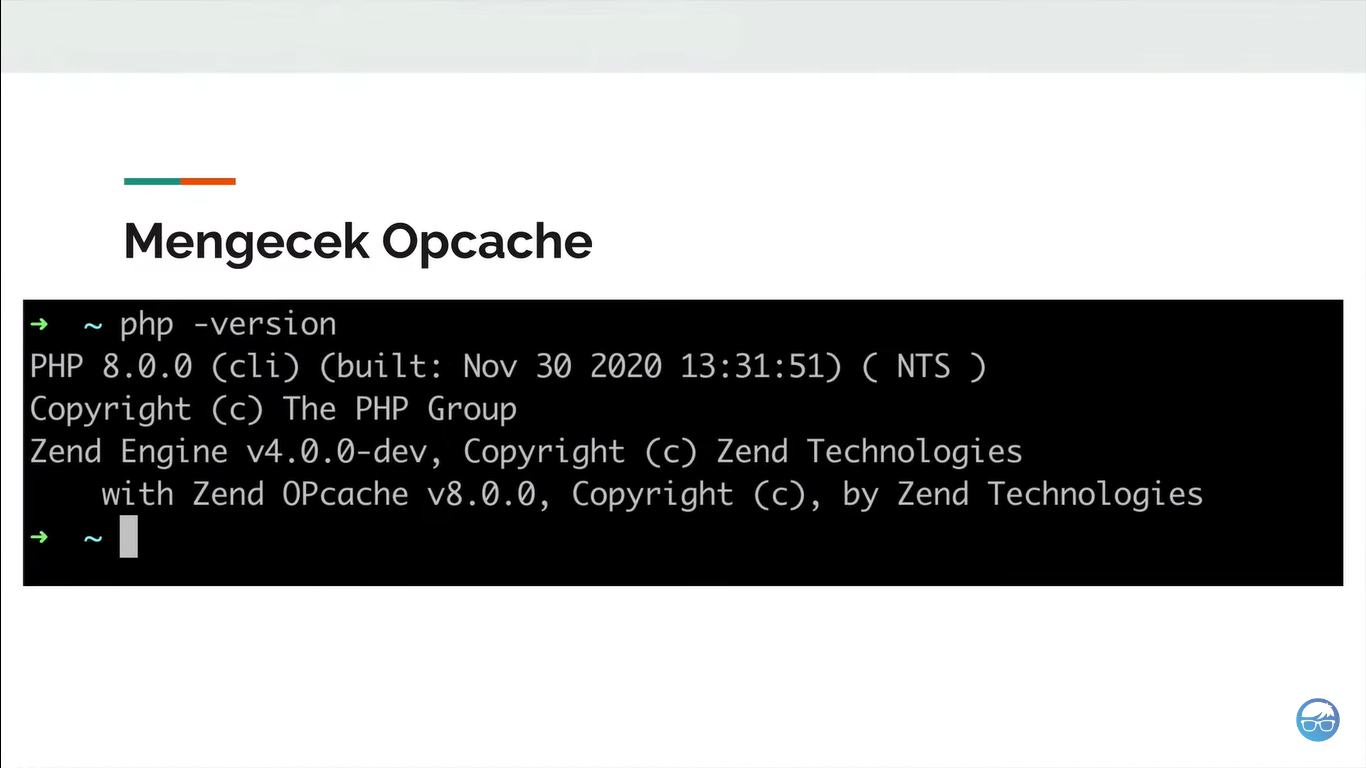 Mengecek Opcache
➜ ~ php -version
PHP 8.0.0 (cli) (built: Nov 30 2020 13:31:51) ( NTS )
Copyright (c) The PHP Group
Zend Engine v4.0.0-dev, Copyright (c) Zend Technologies
with Zend OPcache v8.0.0, Copyright (c), by Zend Technologies
➜ ~